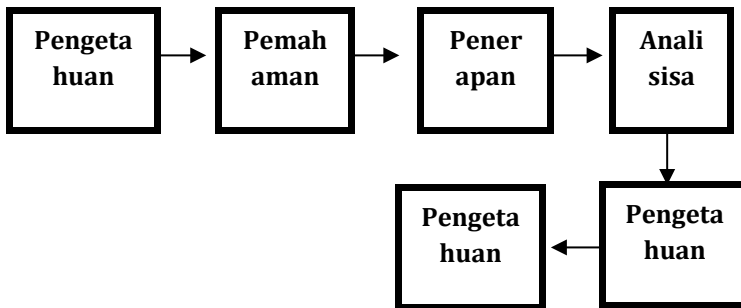 Pengeta
huan
Pemah
aman
Pener
apan
Anali
sisa
Pengeta
huan
Pengeta
huan